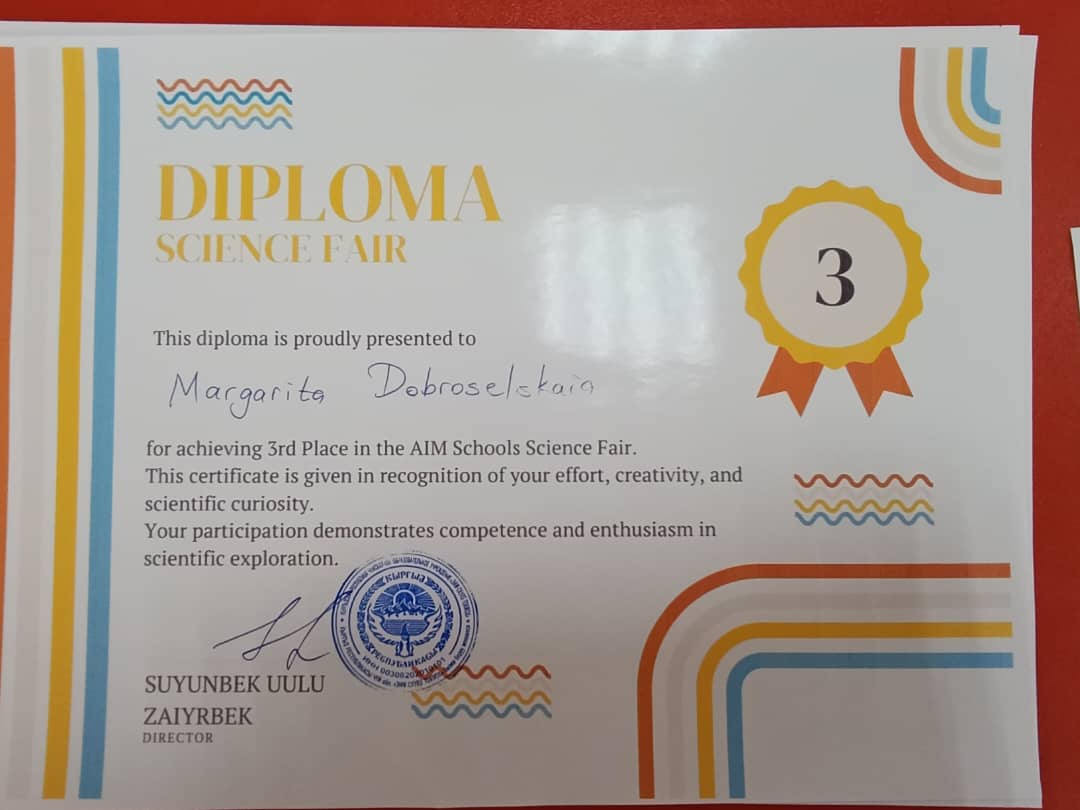 DIPLOMA
SCIENCE FAIR
3
This diploma is proudly presented to
Margarita Dobroselskaia
for achieving 3rd Place in the AIM Schools Science Fair.
This certificate is given in recognition of your effort, creativity, and
scientific curiosity.
Your participation demonstrates competence and enthusiasm in
scientific exploration.
КЫРГЫЗ
РЕСПУБЛИКАСЫ
SUYUNBEK UULU
ZAIYRBEK
DIRECTOR